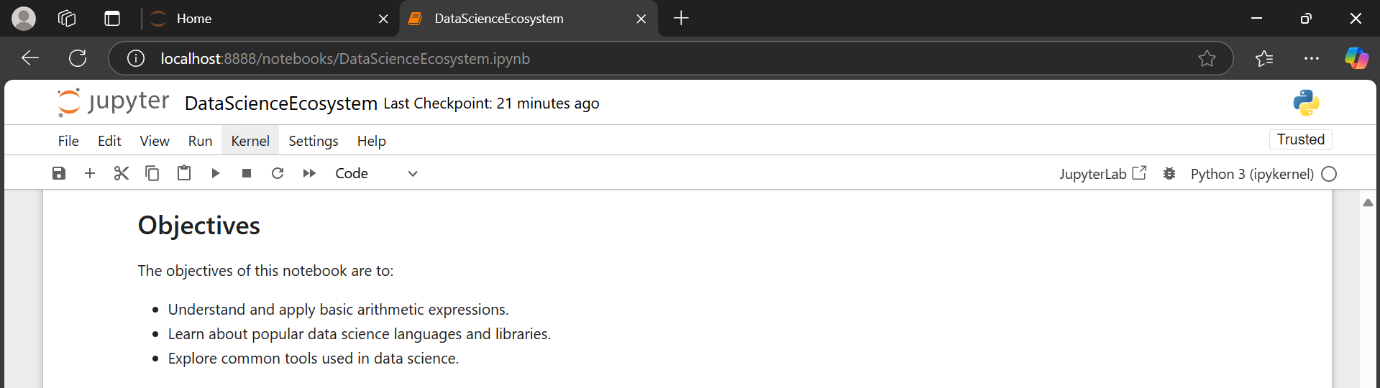 Home
DataScienceEcosystem
localhost:8888/notebooks/DataScienceEcosystem.ipynb
jupyter DataScienceEcosystem Last Checkpoint: 21 minutes ago
File Edit View Run Kernel Settings Help
Trusted
Code
JupyterLab
Python 3 (ipykernel)
Objectives
The objectives of this notebook are to:
• Understand and apply basic arithmetic expressions.
• Learn about popular data science languages and libraries.
• Explore common tools used in data science.